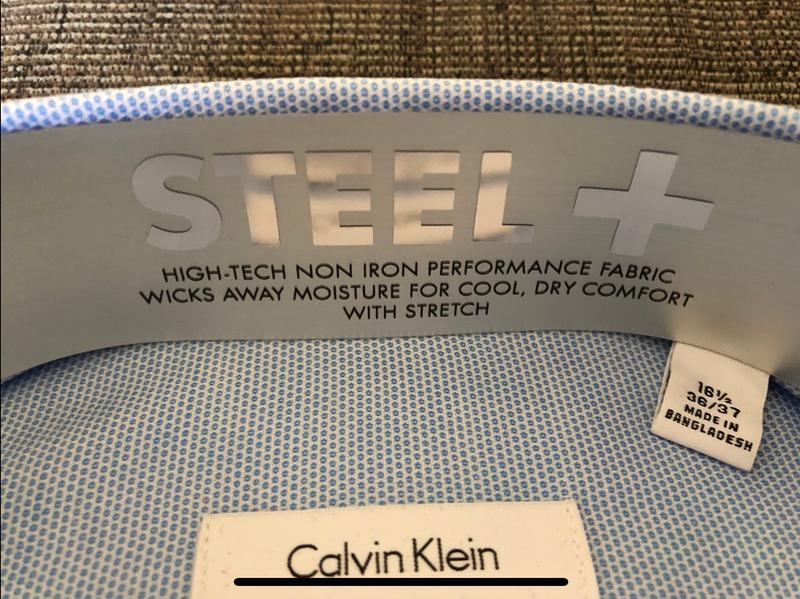 STEEL+
HIGH-TECH NON IRON PERFORMANCE FABRIC
WICKS AWAY MOISTURE FOR COOL, DRY COMFORT
WITH STRETCH
16½
36/37
MADE IN
BANGLADESH
Calvin Klein